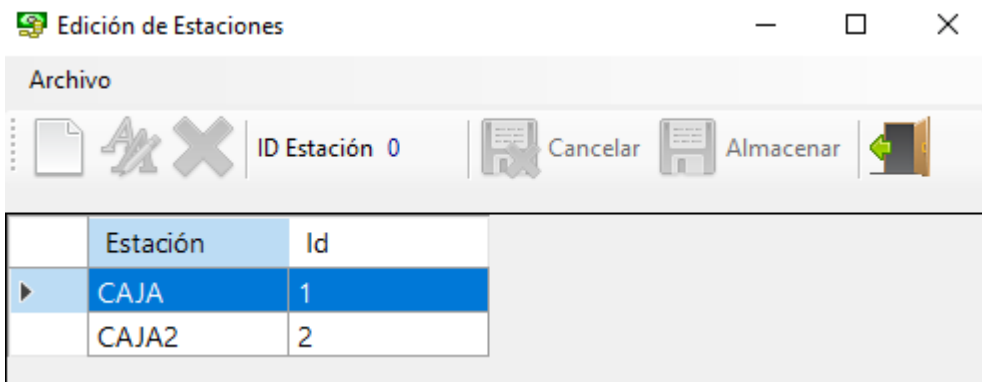 Edición de Estaciones
Archivo
ID Estación 0 Cancelar Almacenar
Estación Id
CAJA 1
CAJA2 2